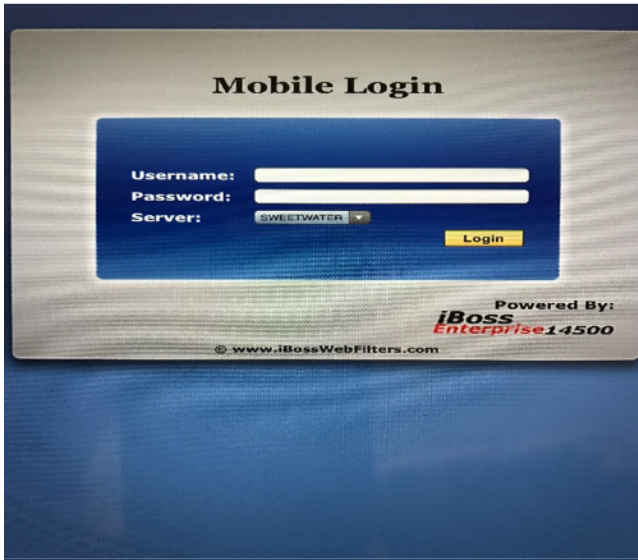 Mobile Login
Username:
Password:
Server: SWEETWATER
Login
Powered By:
iBoss
Enterprise14500
© www.iBossWebFilters.com